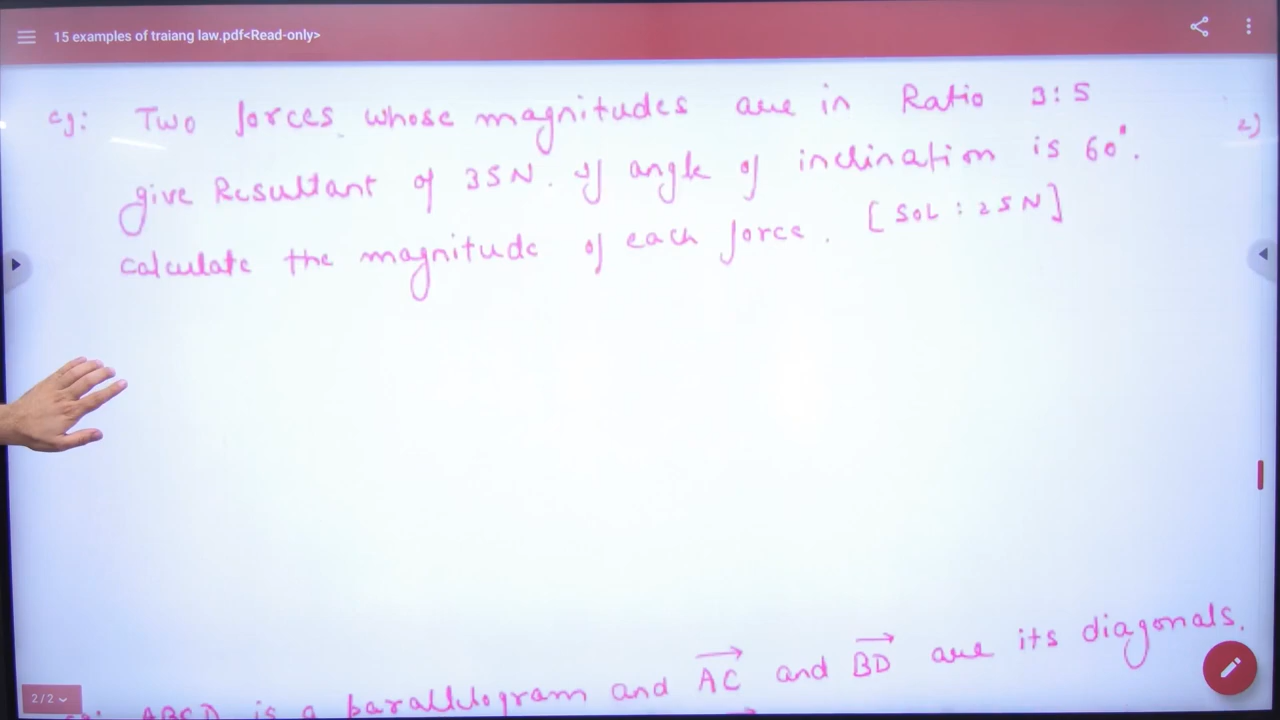 15 examples of traiang law.pdf<Read-only>
eg: Two forces whose magnitudes are in Ratio 3:5
2)
give Resultant of 35N. If angle of inclination is 60°.
calculate the magnitude of each force. [SOL: 25N]
are its diagonals.
eg: ABCD is a parallelogram and AC and BD
2/2